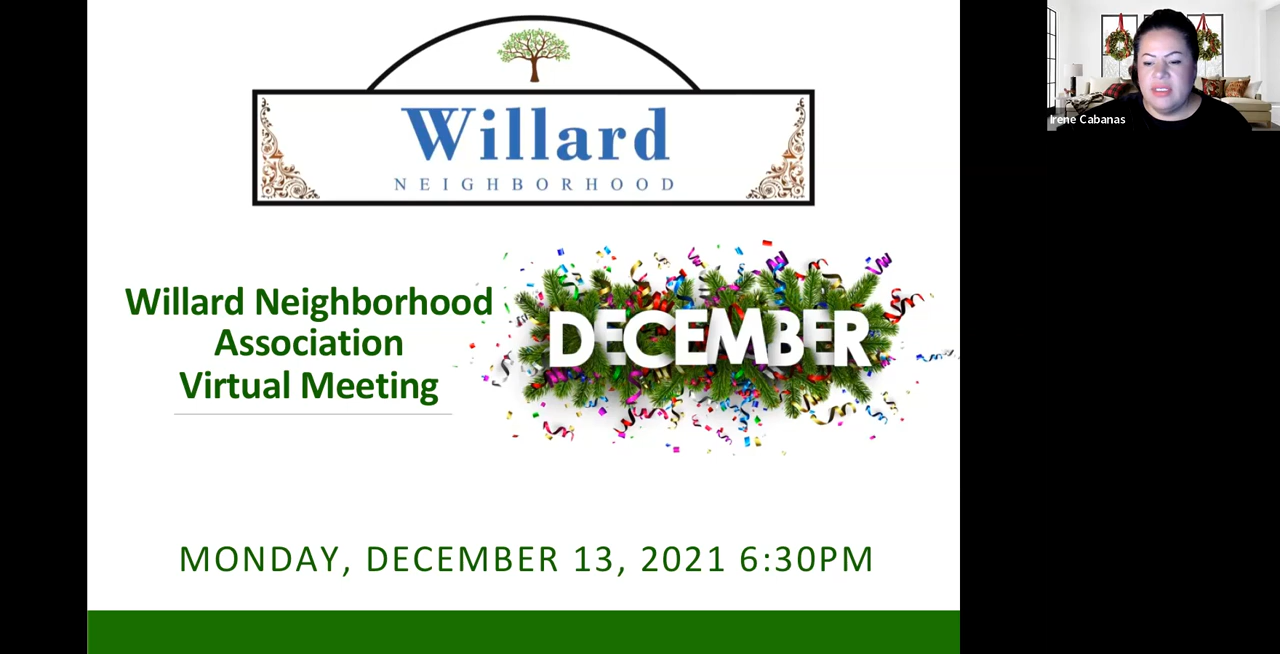 Willard
NEIGHBORHOOD
Irene Cabanas
Willard Neighborhood
Association
Virtual Meeting
DECEMBER
MONDAY, DECEMBER 13, 2021 6:30PM